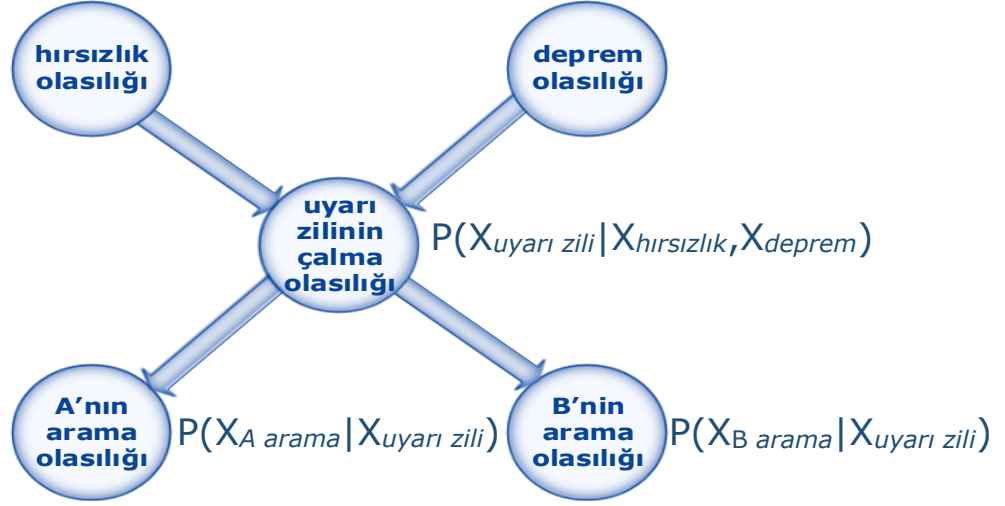 hırsızlık
olasılığı
deprem
olasılığı
uyarı
zilinin
çalma
olasılığı
P(Xuyarı zili|Xhırsızlık,Xdeprem)
A’nın
arama
olasılığı
P(XA arama|Xuyarı zili)
B’nin
arama
olasılığı
P(XB arama|Xuyarı zili)